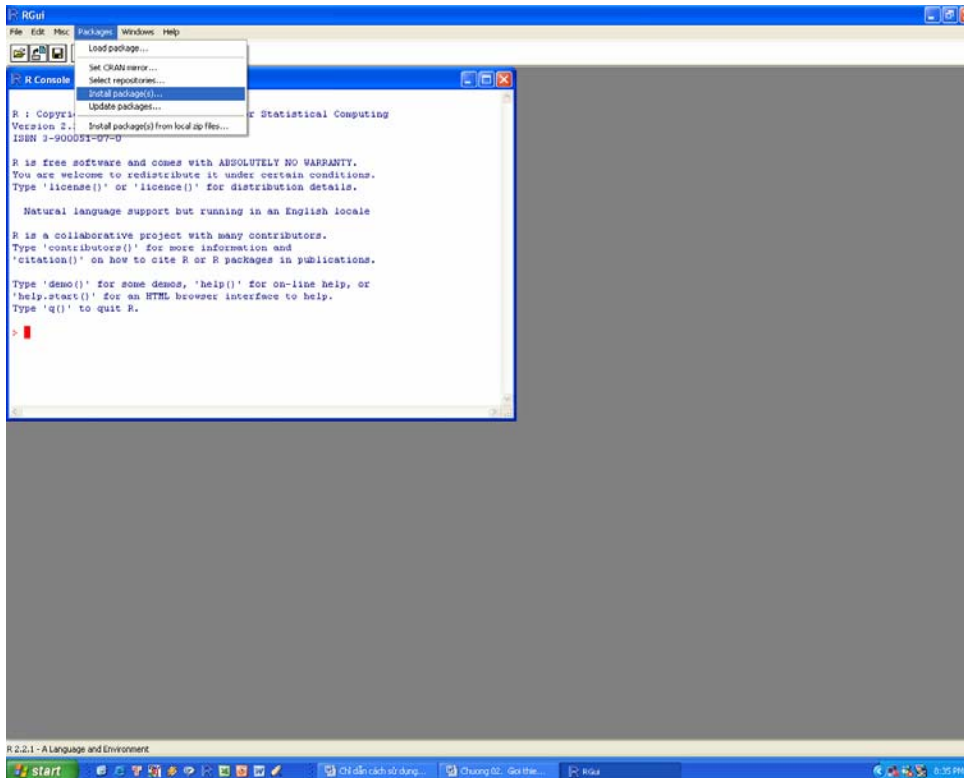 RGui
File Edit Misc Packages Windows Help
Load package...
Set CRAN mirror...
Select repositories...
Install package(s)...
Update packages...
Install package(s) from local zip files...
R Console
R : Copyri r Statistical Computing
Version 2.
ISBN 3-900051-07-0
R is free software and comes with ABSOLUTELY NO WARRANTY.
You are welcome to redistribute it under certain conditions.
Type 'license()' or 'licence()' for distribution details.
Natural language support but running in an English locale
R is a collaborative project with many contributors.
Type 'contributors()' for more information and
'citation()' on how to cite R or R packages in publications.
Type 'demo()' for some demos, 'help()' for on-line help, or
'help.start()' for an HTML browser interface to help.
Type 'q()' to quit R.
>
R 2.2.1 - A Language and Environment
start Chỉ dẫn cách sử dụng... Chuong 02. Goi thie... RGui 8:35 PM